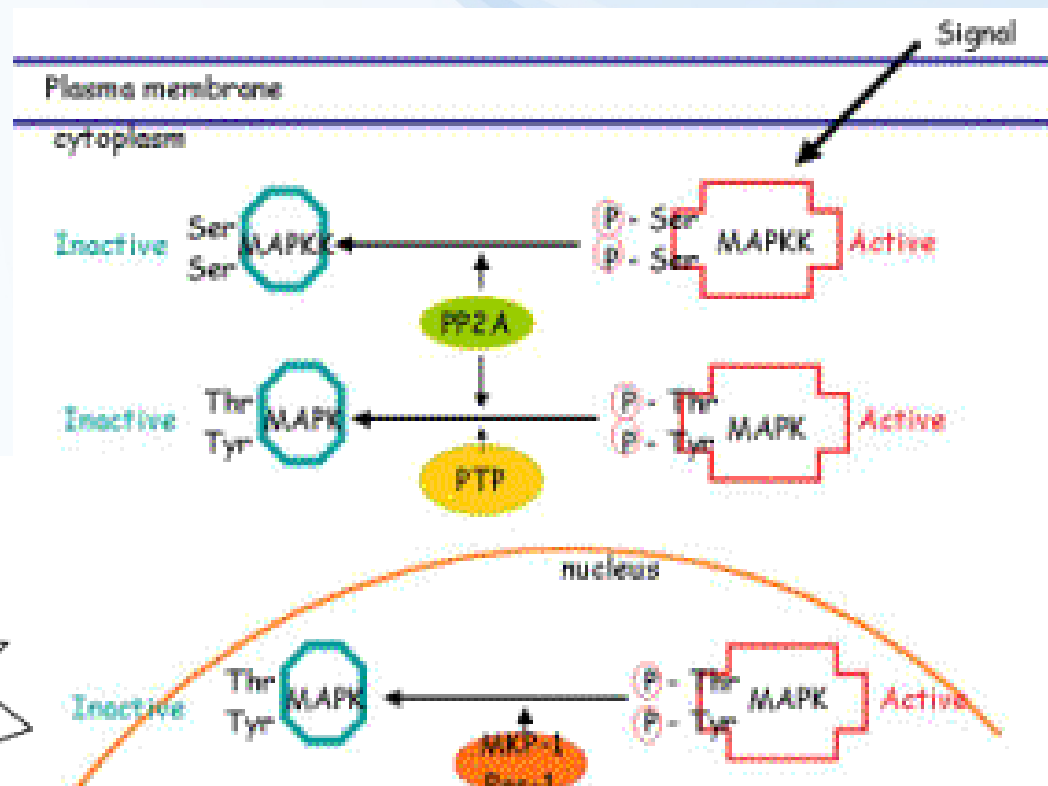 Signal
Plasma membrane
cytoplasm
Inactive Ser MAPKK P - Ser MAPKK Active
Ser P - Ser
PP2A
Inactive Thr MAPK P - Thr MAPK Active
Tyr P - Tyr
PTP
nucleus
Inactive Thr MAPK P - Thr MAPK Active
Tyr P - Tyr
MKP-1